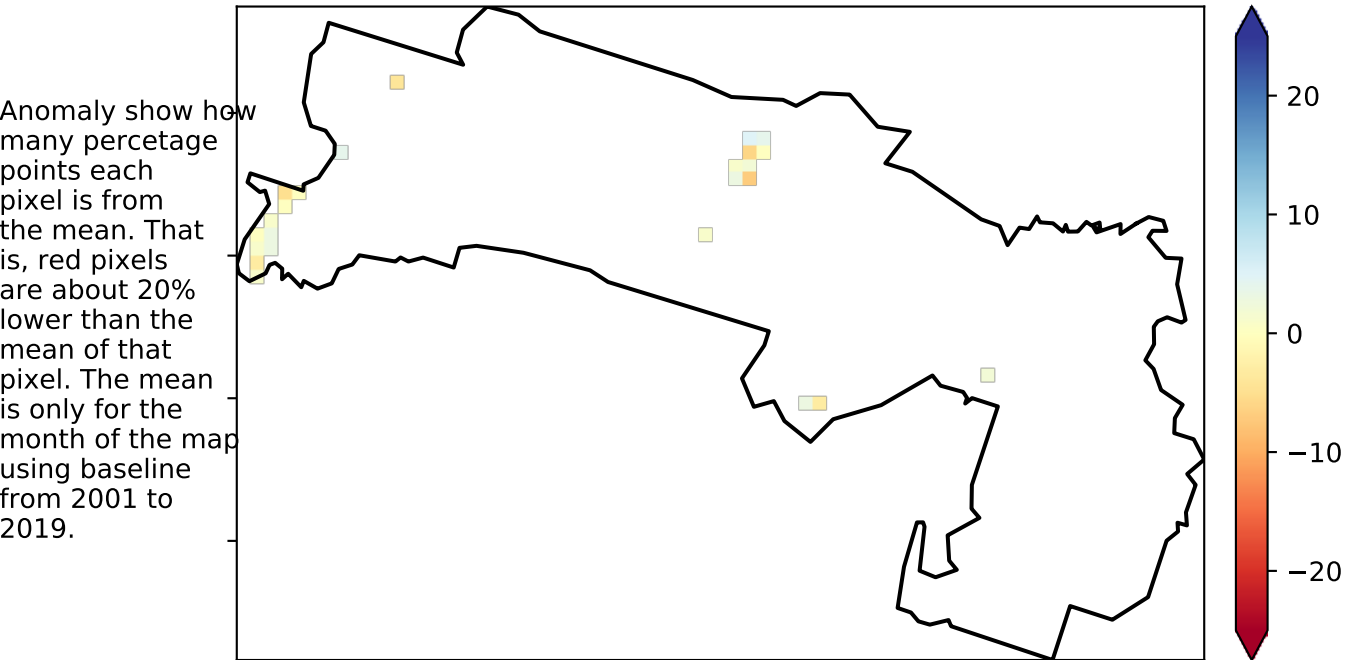 Anomaly show how
many percetage
points each
pixel is from
the mean. That
is, red pixels
are about 20%
lower than the
mean of that
pixel. The mean
is only for the
month of the map
using baseline
from 2001 to
2019.
20
10
0
−10
−20